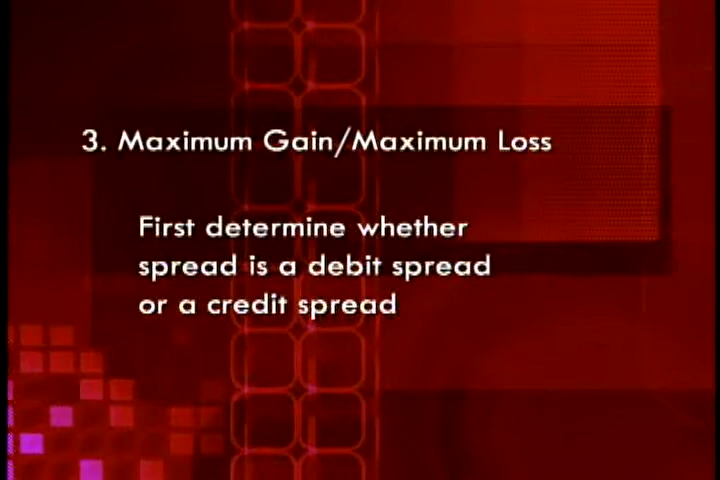 3. Maximum Gain/Maximum Loss
First determine whether
spread is a debit spread
or a credit spread